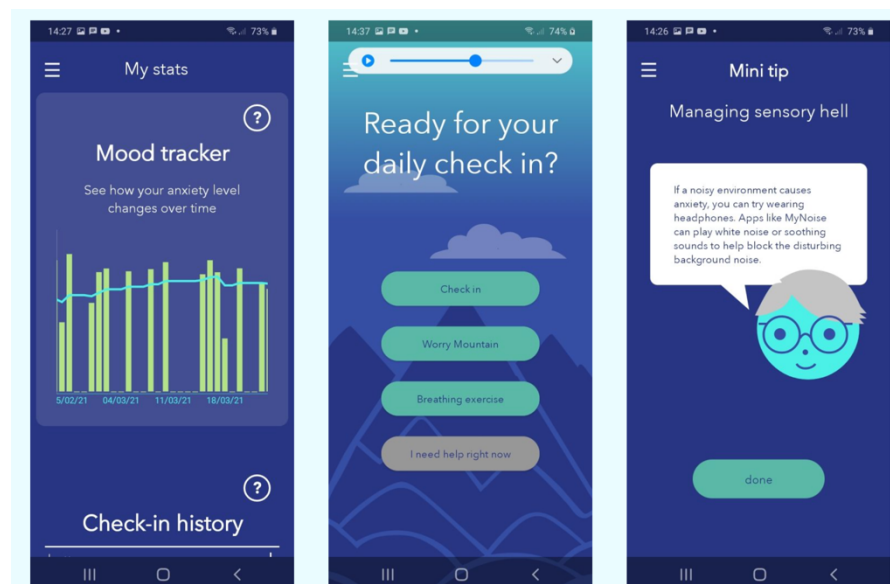 14:27
73%
My stats
?
Mood tracker
See how your anxiety level
changes over time
5/02/21 04/03/21 11/03/21 18/03/21
?
Check-in history
14:37
74%
Ready for your
daily check in?
Check in
Worry Mountain
Breathing exercise
I need help right now
14:26
73%
Mini tip
Managing sensory hell
If a noisy environment causes
anxiety, you can try wearing
headphones. Apps like MyNoise
can play white noise or soothing
sounds to help block the disturbing
background noise.
done